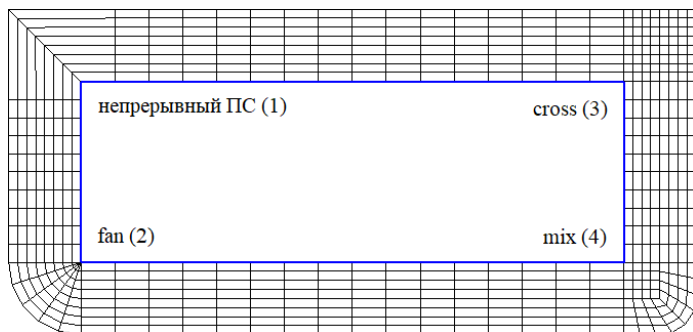 непрерывный ПС (1)
cross (3)
fan (2)
mix (4)